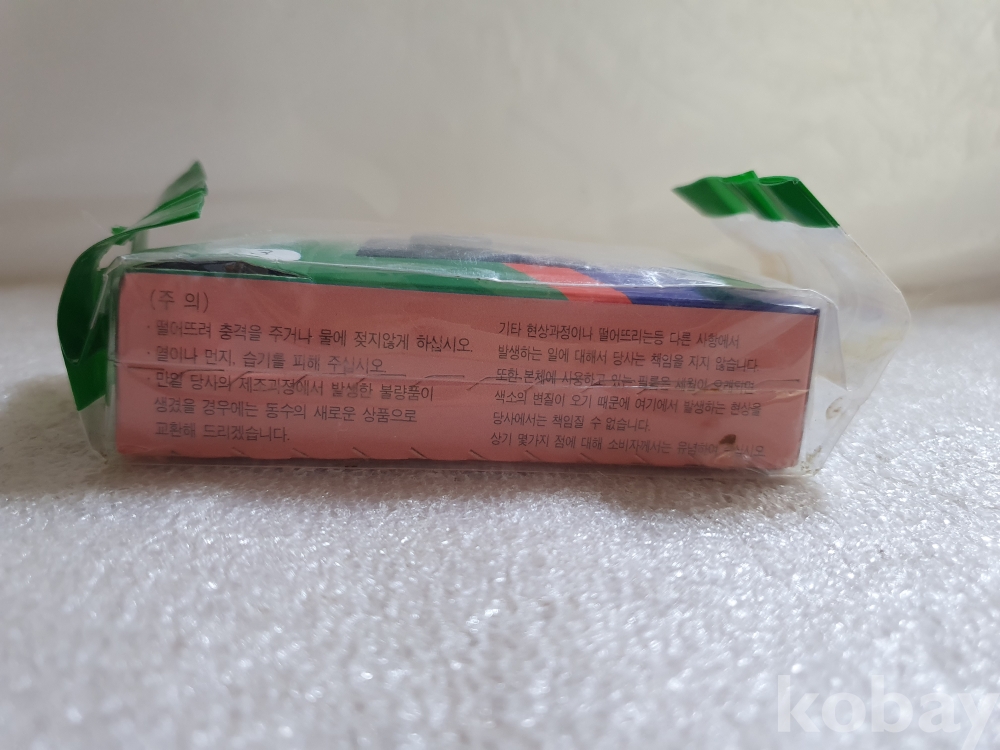 (주 의)
· 떨어뜨려 충격을 주거나 물에 젖지않게 하십시오.
· 열이나 먼지, 습기를 피해 주십시오.
· 만일 당사의 제조과정에서 발생한 불량품이
생겼을 경우에는 동수의 새로운 상품으로
교환해 드리겠습니다.
기타 현상과정이나 떨어뜨리는등 다른 사항에서
발생하는 일에 대해서 당사는 책임을 지지 않습니다.
또한 본체에 사용하고 있는 필름은 세월이
색소의 변질이 오기 때문에 여기에서 발생하는 현상을
당사에서는 책임질 수 없습니다.
상기 몇가지 점에 대해 소비자께서는
kobay